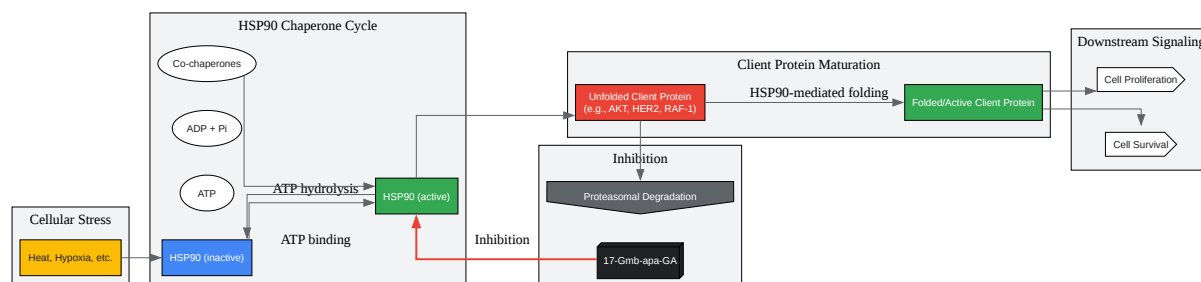 HSP90 Chaperone Cycle
Co-chaperones
ADP + Pi
ATP
ATP hydrolysis
HSP90 (active)
ATP binding
HSP90 (inactive)
Cellular Stress
Heat, Hypoxia, etc.
Inhibition
Client Protein Maturation
Unfolded Client Protein
(e.g., AKT, HER2, RAF-1)
HSP90-mediated folding
Folded/Active Client Protein
Inhibition
Proteasomal Degradation
17-Gmb-apa-GA
Downstream Signaling
Cell Proliferation
Cell Survival